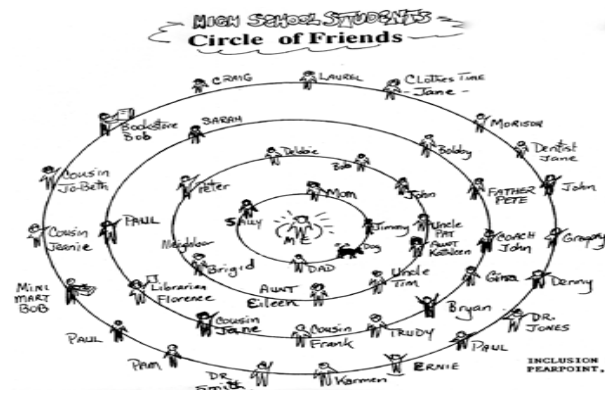 HIGH SCHOOL STUDENTS
Circle of Friends
CRAIG
LAUREL
CLOTHES TIME
- Jane -
Bookstore
Bob
SARAH
MORISON
Debbie
Bob
Bobby
Dentist
Jane
Cousin
Jo-Beth
Peter
Mom
John
FATHER
PETE
John
PAUL
SALLY
ME
Jimmy
Uncle
PAT
COACH
John
Gregory
Cousin
Jeanie
Neighbor
Dog
AUNT
Kathleen
Brigid
DAD
MINI
MART
BOB
Librarian
Florence
AUNT
Eileen
Uncle
Tim
Gina
Denny
Cousin
Jayne
Bryan
DR.
JONES
PAUL
Cousin
Frank
TRUDY
PAUL
PAM
DR
Smith
Karmen
ERNIE
INCLUSION
PEARPOINT,